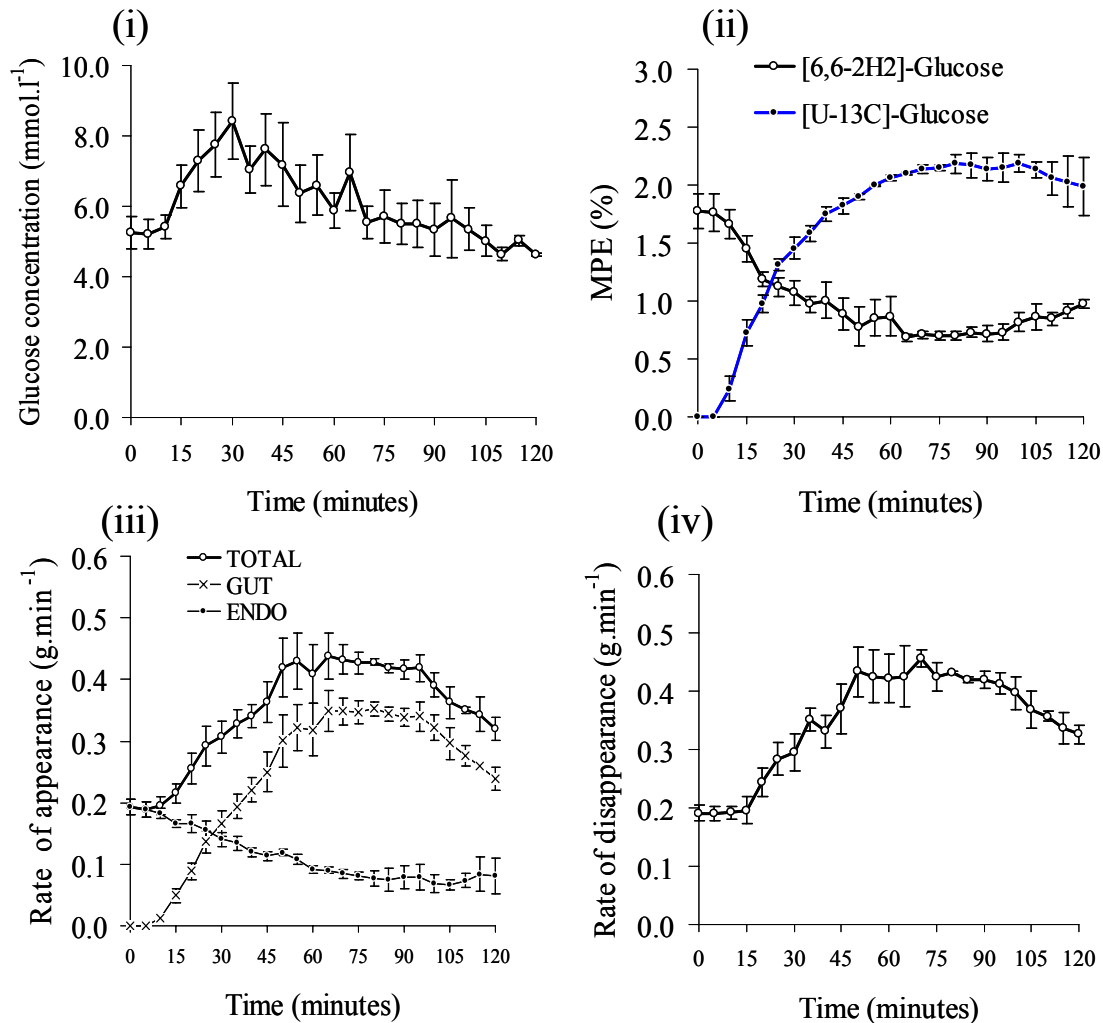 (i)
10.0
8.0
6.0
4.0
2.0
0.0
Glucose concentration (mmol.l-1)
0 15 30 45 60 75 90 105 120
Time (minutes)
(ii)
[6,6-2H2]-Glucose
[U-13C]-Glucose
3.0
2.5
2.0
1.5
1.0
0.5
0.0
MPE (%)
0 15 30 45 60 75 90 105 120
Time (minutes)
(iii)
TOTAL
GUT
ENDO
0.6
0.5
0.4
0.3
0.2
0.1
0.0
Rate of appearance (g.min-1)
0 15 30 45 60 75 90 105 120
Time (minutes)
(iv)
0.6
0.5
0.4
0.3
0.2
0.1
0.0
Rate of disappearance (g.min-1)
0 15 30 45 60 75 90 105 120
Time (minutes)